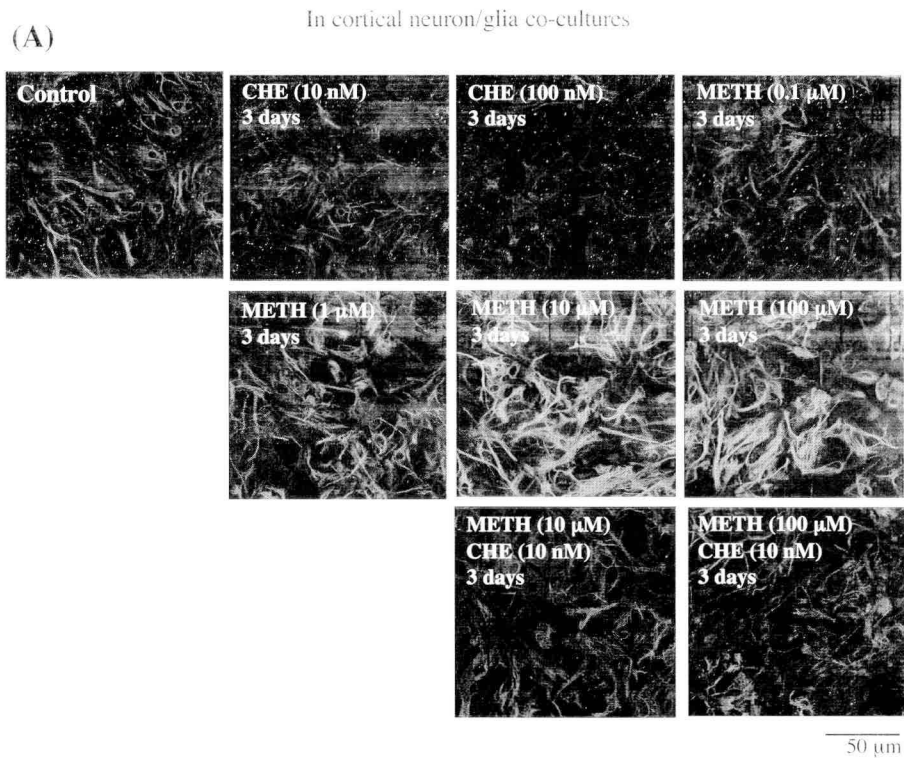 In cortical neuron/glia co-cultures
(A)
Control
CHE (10 nM)
3 days
CHE (100 nM)
3 days
METH (0.1 μM)
3 days
METH (1 μM)
3 days
METH (10 μM)
3 days
METH (100 μM)
3 days
METH (10 μM)
CHE (10 nM)
3 days
METH (100 μM)
CHE (10 nM)
3 days
50 μm